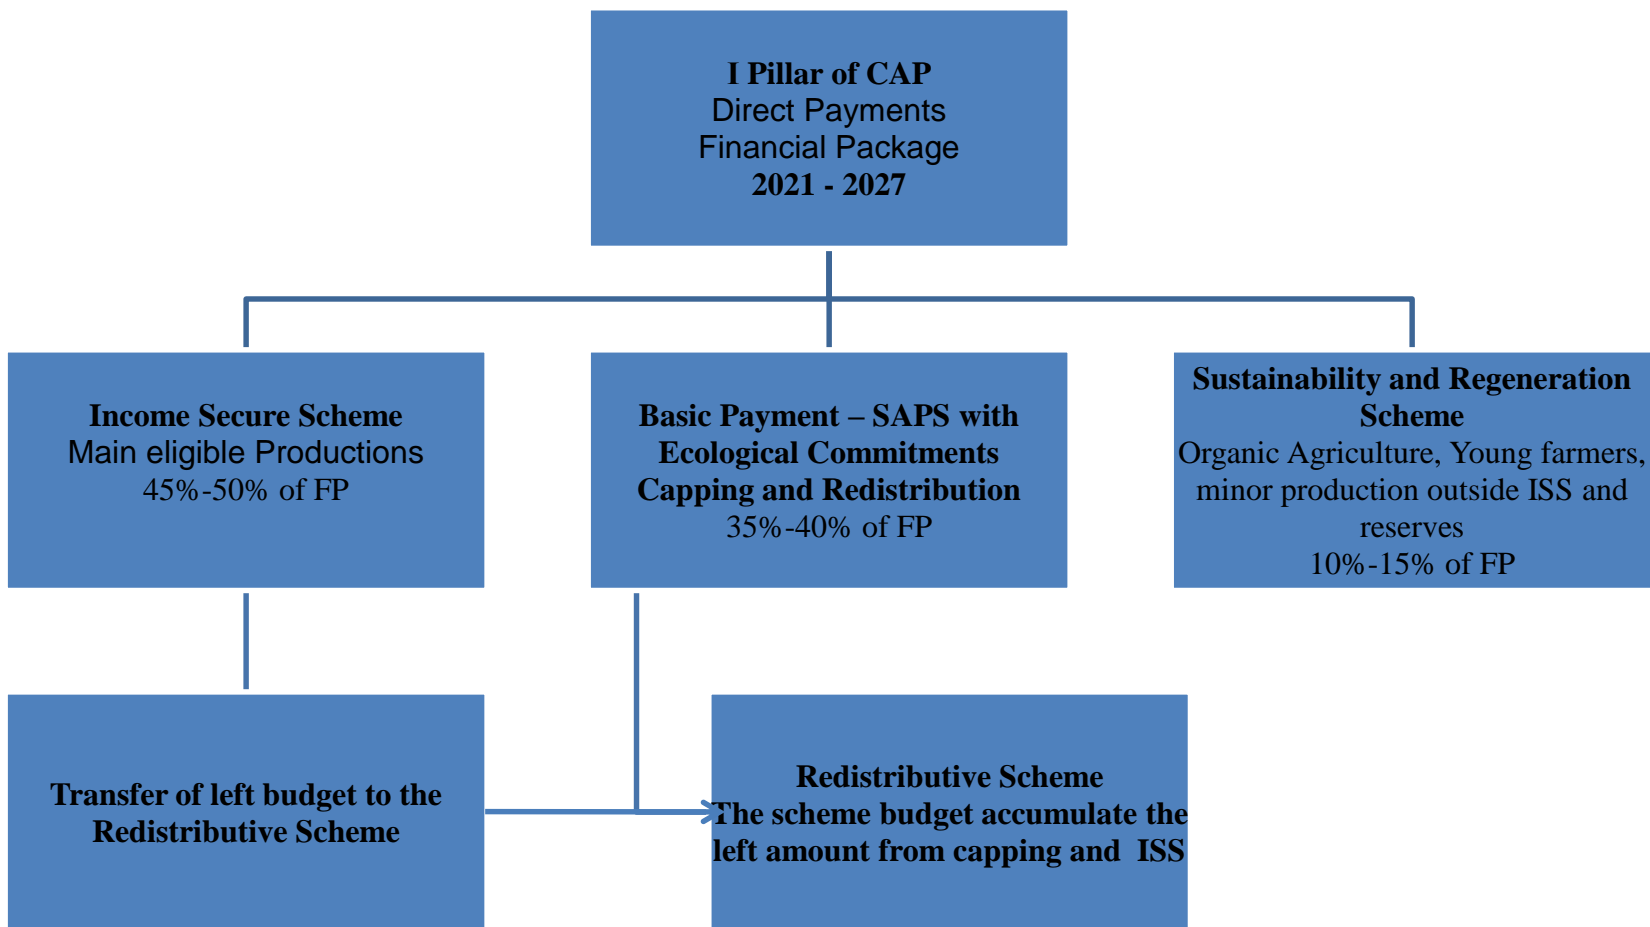 I Pillar of CAP
Direct Payments
Financial Package
2021 - 2027
Income Secure Scheme
Main eligible Productions
45%-50% of FP
Basic Payment – SAPS with
Ecological Commitments
Capping and Redistribution
35%-40% of FP
Sustainability and Regeneration
Scheme
Organic Agriculture, Young farmers,
minor production outside ISS and
reserves
10%-15% of FP
Transfer of left budget to the
Redistributive Scheme
Redistributive Scheme
The scheme budget accumulate the
left amount from capping and ISS